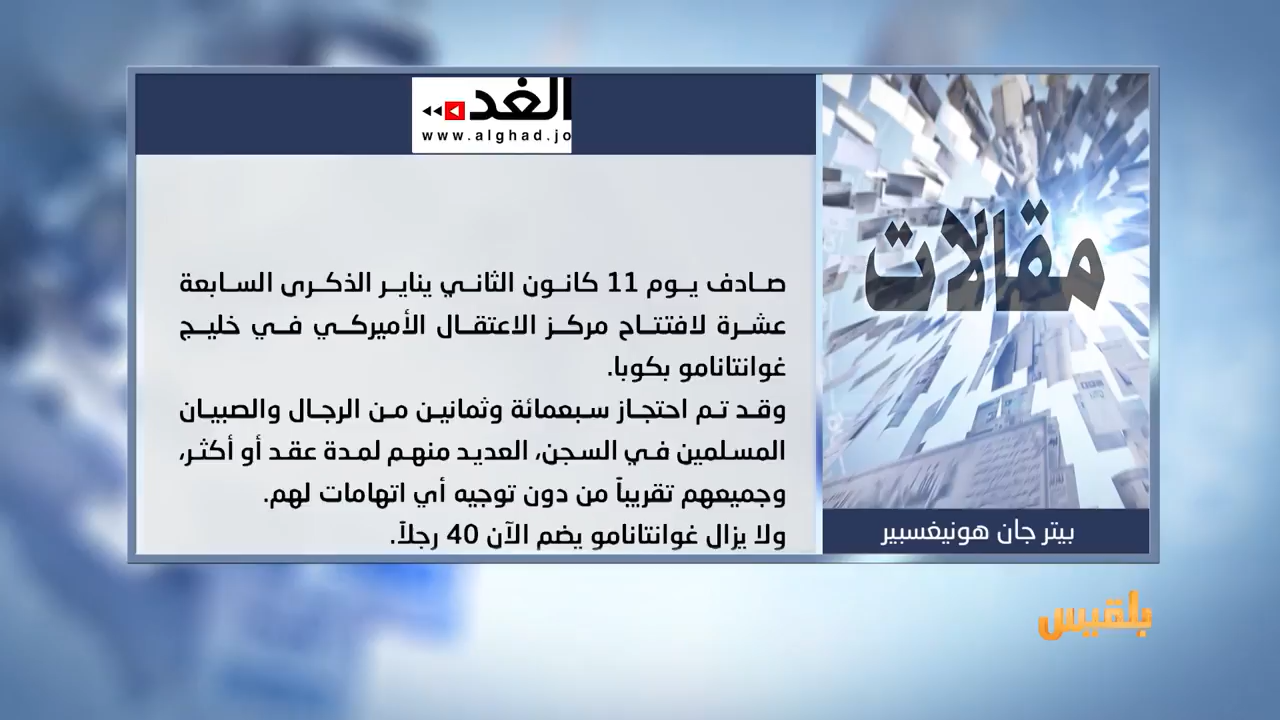 الغد
www.alghad.jo
مقالات
صادف يوم 11 كانون الثاني يناير الذكرى السابعة
عشرة لافتتاح مركز الاعتقال الأميركي في خليج
غوانتانامو بكوبا.
وقد تم احتجاز سبعمائة وثمانين من الرجال والصبيان
المسلمين في السجن، العديد منهم لمدة عقد أو أكثر،
وجميعهم تقريباً من دون توجيه أي اتهامات لهم.
ولا يزال غوانتانامو يضم الآن 40 رجلاً.
بيتر جان هونيغسبير
بلقيس